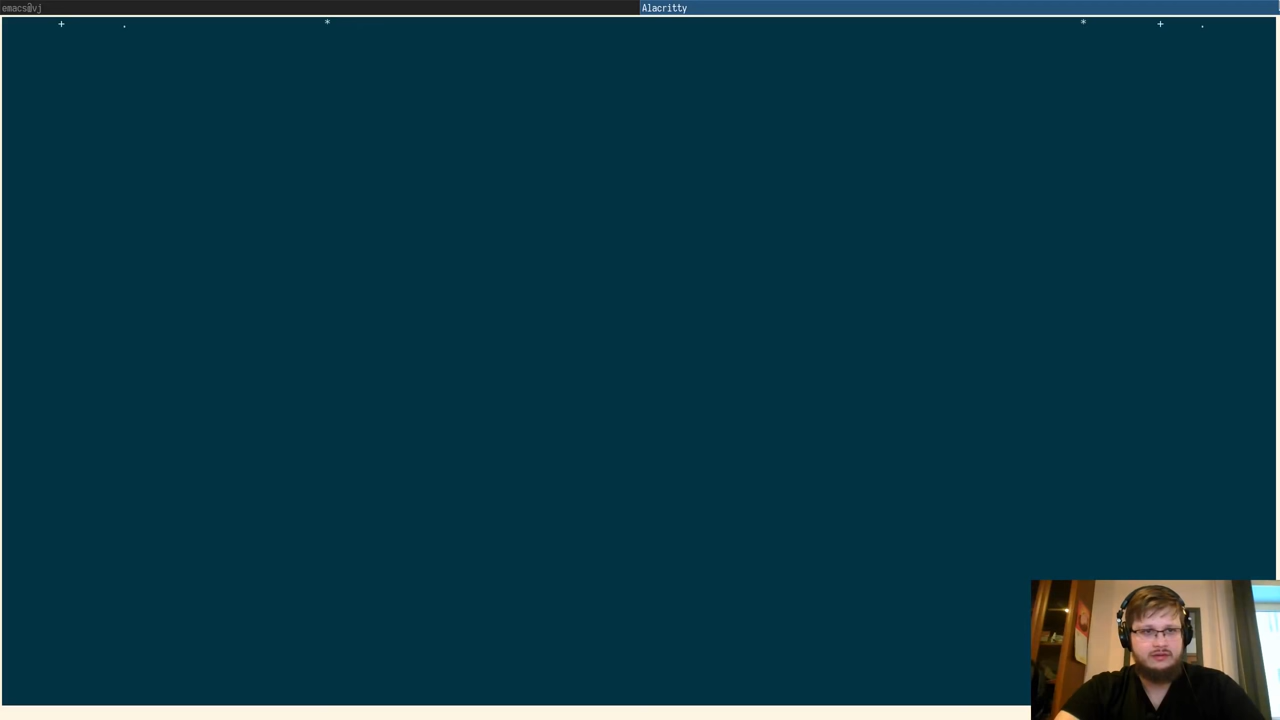 emacs@vj
Alacritty
+ . * * + .